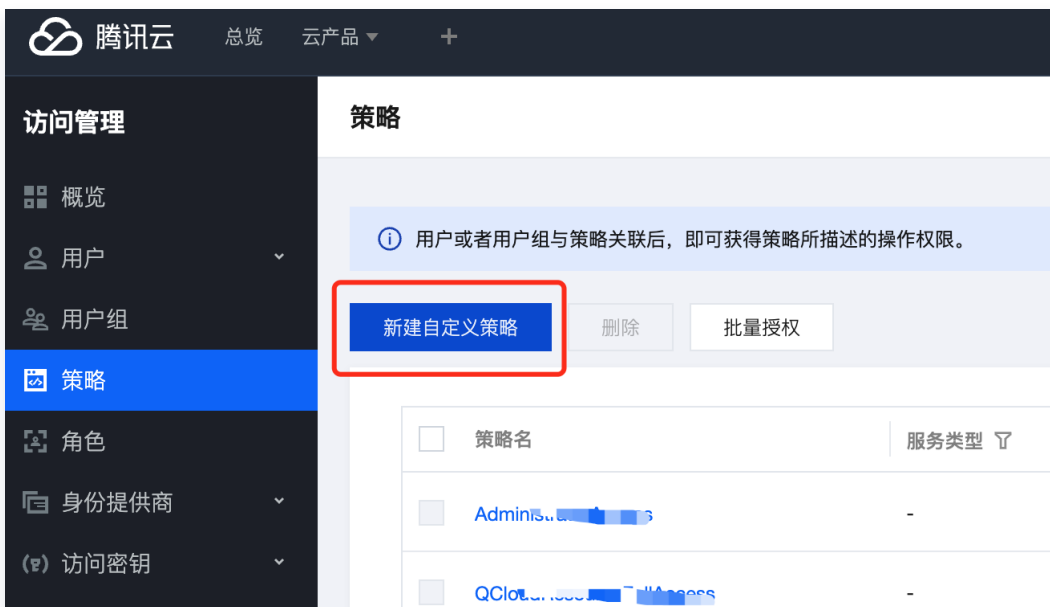 腾讯云 总览 云产品
访问管理
策略
概览
用户
用户组
策略
角色
身份提供商
访问密钥
用户或者用户组与策略关联后，即可获得策略所描述的操作权限。
新建自定义策略 删除 批量授权
策略名 服务类型
-
-